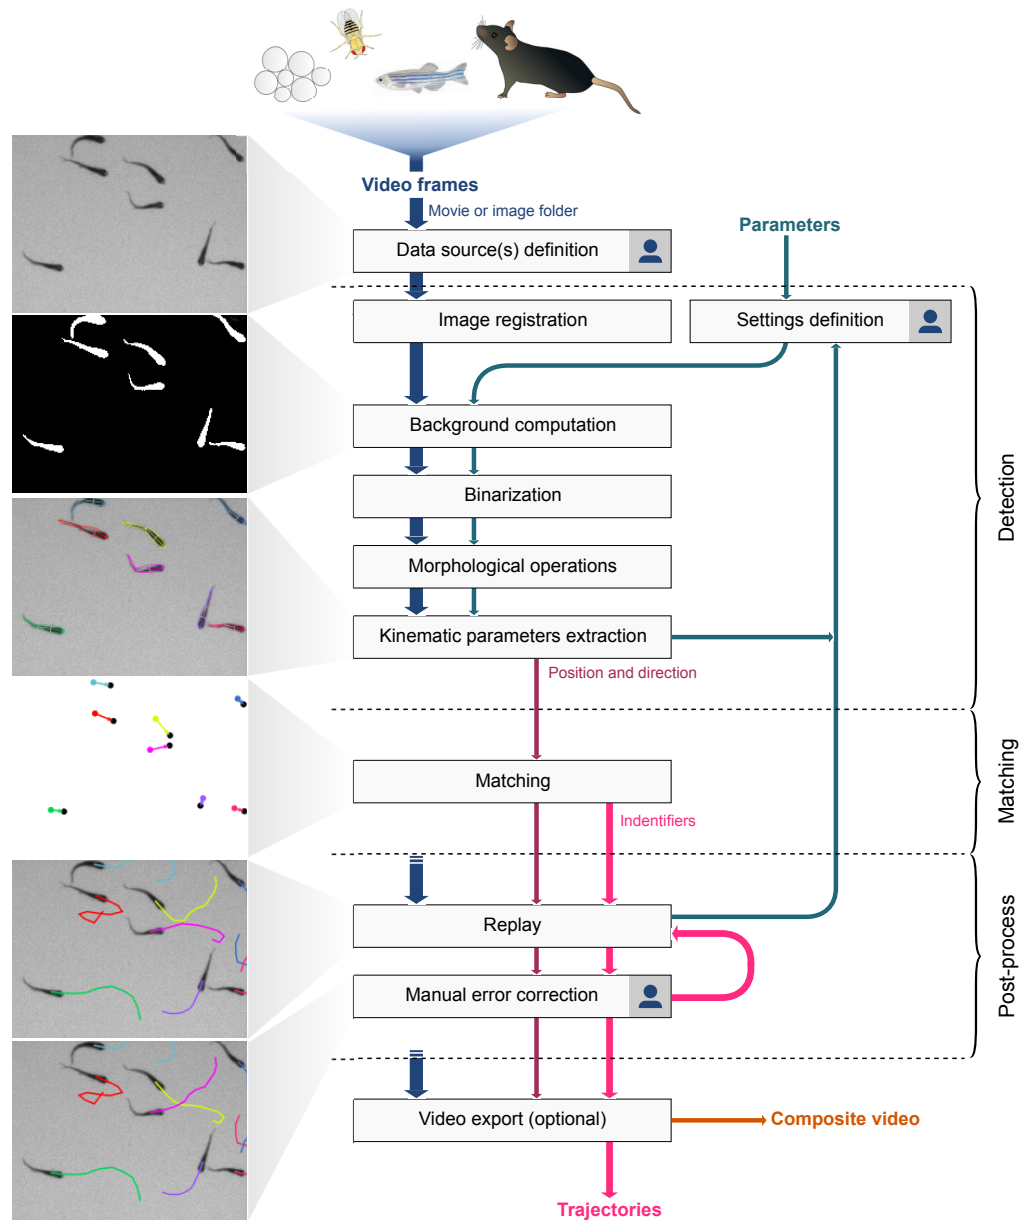 Video frames
Movie or image folder
Parameters
Data source(s) definition
Image registration
Settings definition
Background computation
Binarization
Morphological operations
Kinematic parameters extraction
Position and direction
Detection
Matching
Indentifiers
Matching
Replay
Manual error correction
Post-process
Video export (optional)
Composite video
Trajectories